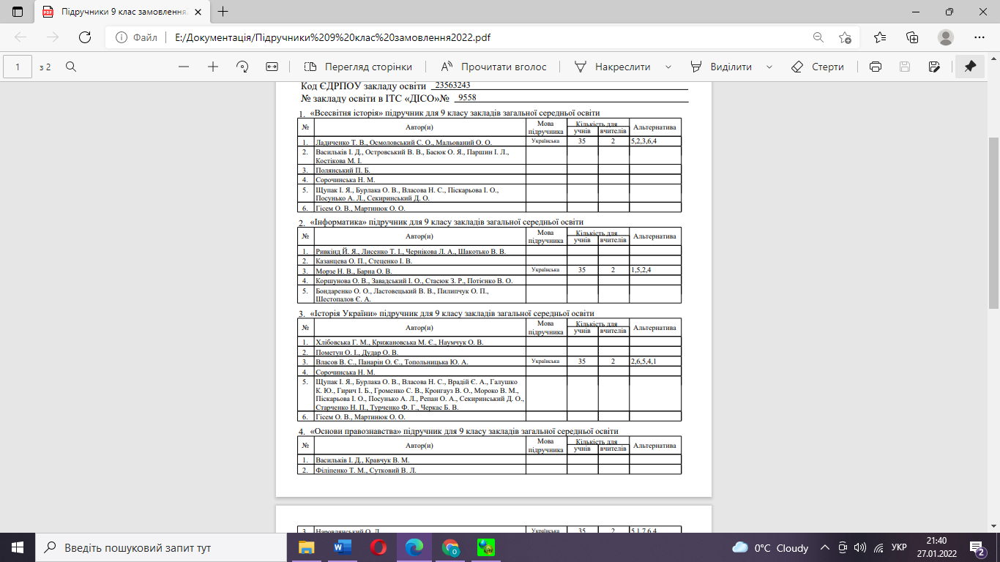 Підручники 9 клас замовлення
Файл E:/Документація/Підручники%209%20клас%20замовлення2022.pdf
1 з 2 Перегляд сторінки Прочитати вголос Накреслити Виділити Стерти
Код ЄДРПОУ закладу освіти 23563243
№ закладу освіти в ІТС «ДІСО»№ 9558
1. «Всесвітня історія» підручник для 9 класу закладів загальної середньої освіти
№ Автор(и) Мова підручника Кількість для учнів вчителів Альтернатива
1. Ладиченко Т. В., Осмоловський С. О., Мальований О. О. Українська 35 2 5,2,3,6,4
2. Васильків І. Д., Островський В. В., Басюк О. Я., Паршин І. Л.,
Костікова М. І.
3. Полянський П. Б.
4. Сорочинська Н. М.
5. Щупак І. Я., Бурлака О. В., Власова Н. С., Піскарьова І. О.,
Посунько А. Л., Секиринський Д. О.
6. Гісем О. В., Мартинюк О. О.
2. «Інформатика» підручник для 9 класу закладів загальної середньої освіти
№ Автор(и) Мова підручника Кількість для учнів вчителів Альтернатива
1. Ривкінд Й. Я., Лисенко Т. І., Чернікова Л. А., Шакотько В. В.
2. Казанцева О. П., Стеценко І. В.
3. Морзе Н. В., Барна О. В. Українська 35 2 1,5,2,4
4. Коршунова О. В., Завадський І. О., Стасюк З. Р., Потієнко В. О.
5. Бондаренко О. О., Ластовецький В. В., Пилипчук О. П.,
Шестопалов Є. А.
3. «Історія України» підручник для 9 класу закладів загальної середньої освіти
№ Автор(и) Мова підручника Кількість для учнів вчителів Альтернатива
1. Хлібовська Г. М., Крижановська М. Є., Наумчук О. В.
2. Пометун О. І., Дудар О. В.
3. Власов В. С., Панарін О. Є., Топольницька Ю. А. Українська 35 2 2,6,5,4,1
4. Сорочинська Н. М.
5. Щупак І. Я., Бурлака О. В., Власова Н. С., Врадій Є. А., Галушко
К. Ю., Гирич І. Б., Громенко С. В., Кронгауз В. О., Мороко В. М.,
Піскарьова І. О., Посунько А. Л., Репан О. А., Секиринський Д. О.,
Старченко Н. П., Турченко Ф. Г., Черкас Б. В.
6. Гісем О. В., Мартинюк О. О.
4. «Основи правознавства» підручник для 9 класу закладів загальної середньої освіти
№ Автор(и) Мова підручника Кількість для учнів вчителів Альтернатива
1. Васильків І. Д., Кравчук В. М.
2. Філіпенко Т. М., Сутковий В. Л.
3. Наровлянський О. Д. Українська 35 2 5,1,7,6,4
Введіть пошуковий запит тут 0°C Cloudy УКР 21:40
27.01.2022 2